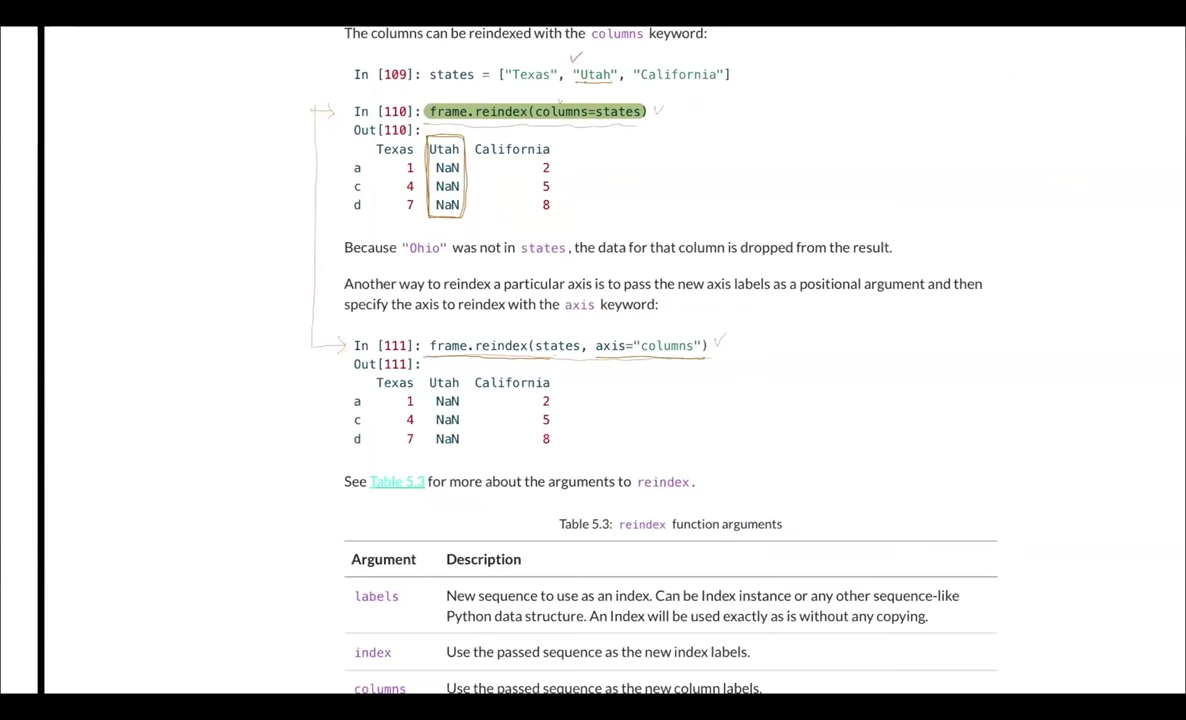 The columns can be reindexed with the columns keyword:
In [109]: states = ["Texas", "Utah", "California"]
In [110]: frame.reindex(columns=states)
Out[110]:
Texas Utah California
a 1 NaN 2
c 4 NaN 5
d 7 NaN 8
Because "Ohio" was not in states, the data for that column is dropped from the result.
Another way to reindex a particular axis is to pass the new axis labels as a positional argument and then
specify the axis to reindex with the axis keyword:
In [111]: frame.reindex(states, axis="columns")
Out[111]:
Texas Utah California
a 1 NaN 2
c 4 NaN 5
d 7 NaN 8
See Table 5.3 for more about the arguments to reindex.
Table 5.3: reindex function arguments
Argument Description
labels New sequence to use as an index. Can be Index instance or any other sequence-like
Python data structure. An Index will be used exactly as is without any copying.
index Use the passed sequence as the new index labels.
columns Use the passed sequence as the new column labels.